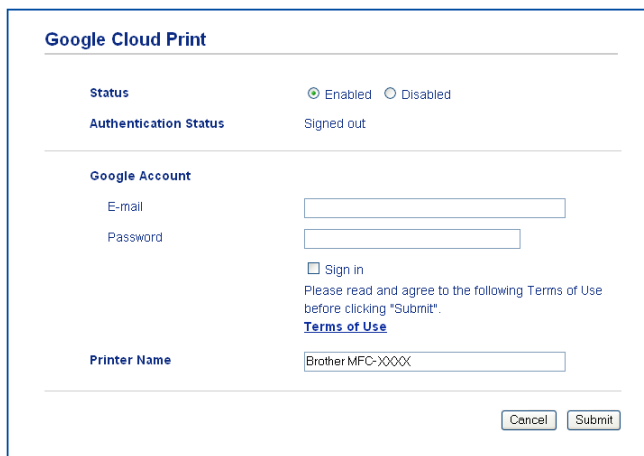 Google Cloud Print
Status Enabled Disabled
Authentication Status Signed out
Google Account
E-mail
Password
Sign in
Please read and agree to the following Terms of Use
before clicking "Submit".
Terms of Use
Printer Name Brother MFC-XXXX
Cancel Submit